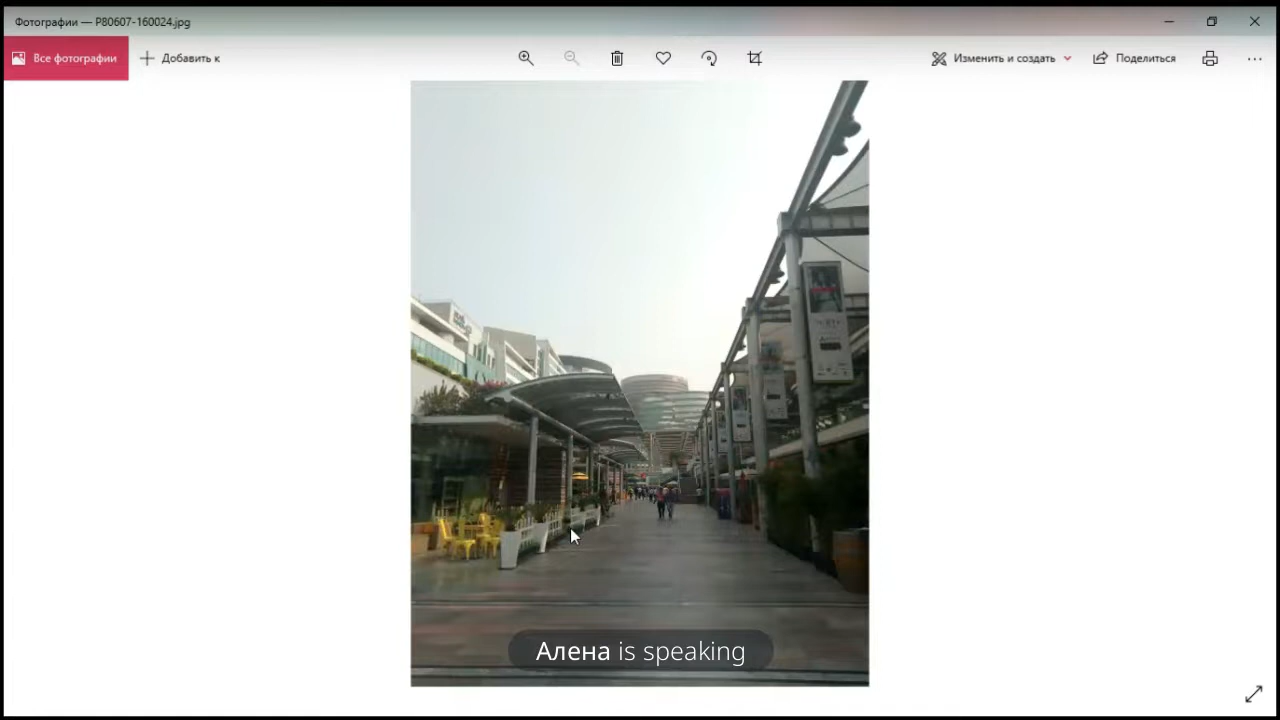 Фотографии — P80607-160024.jpg
Все фотографии
Добавить к
Изменить и создать
Поделиться
Алена is speaking